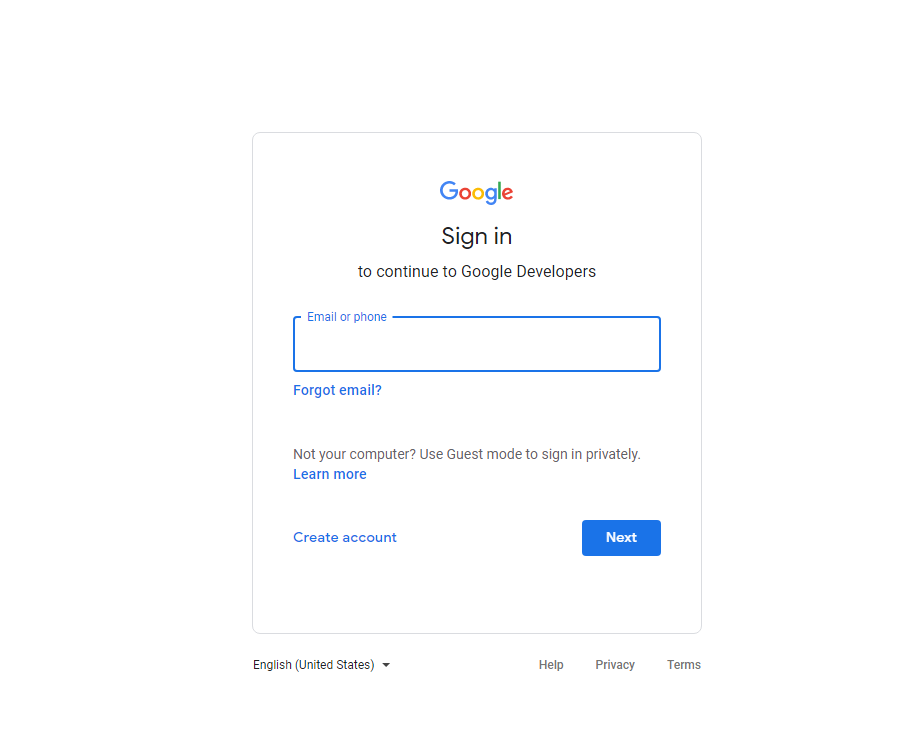 Google
Sign in
to continue to Google Developers
Email or phone
Forgot email?
Not your computer? Use Guest mode to sign in privately.
Learn more
Create account
Next
English (United States)
Help
Privacy
Terms